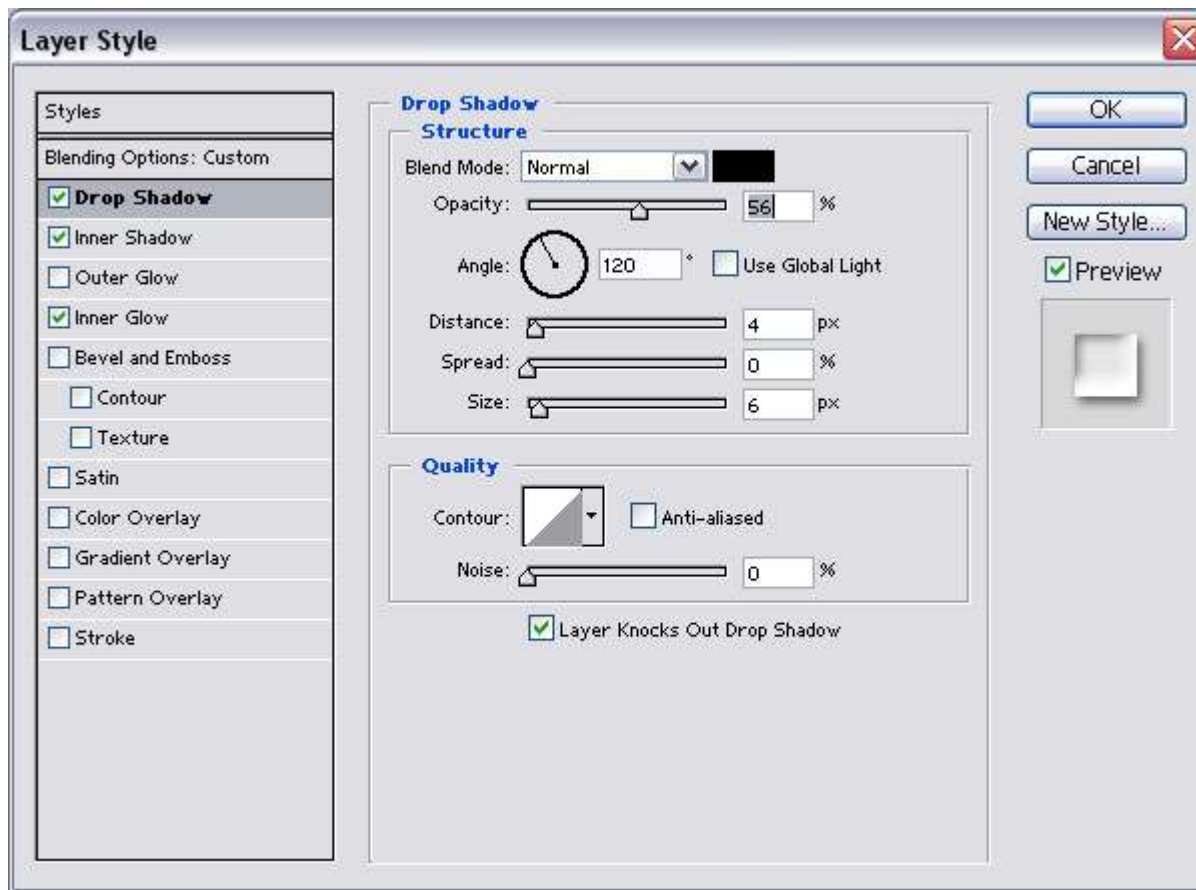 Layer Style
Styles
Blending Options: Custom
Drop Shadow
Inner Shadow
Outer Glow
Inner Glow
Bevel and Emboss
Contour
Texture
Satin
Color Overlay
Gradient Overlay
Pattern Overlay
Stroke
Drop Shadow
Structure
Blend Mode: Normal
Opacity: 56 %
Angle: 120 ° Use Global Light
Distance: 4 px
Spread: 0 %
Size: 6 px
Quality
Contour: Anti-aliased
Noise: 0 %
Layer Knocks Out Drop Shadow
OK
Cancel
New Style...
Preview